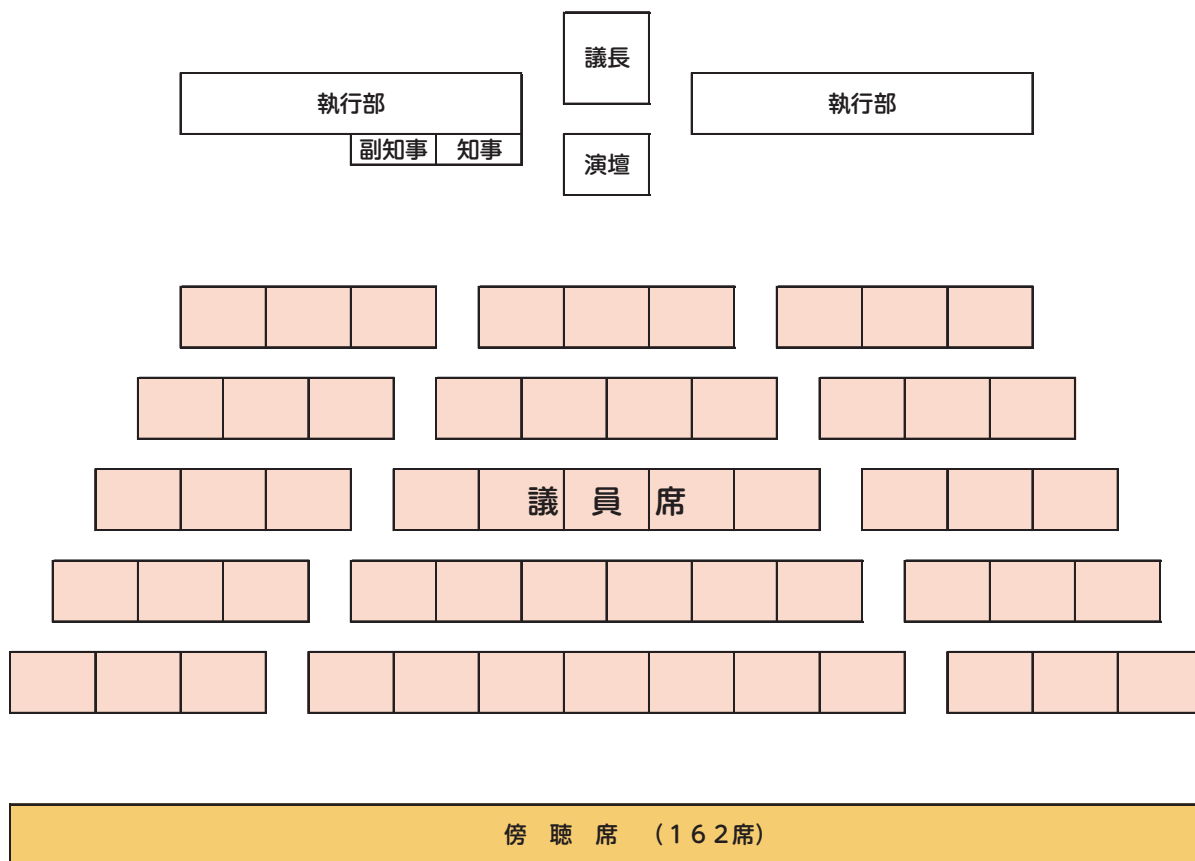 議長
執行部
執行部
副知事 知事
演壇
議員席
傍聴席 （１６２席）